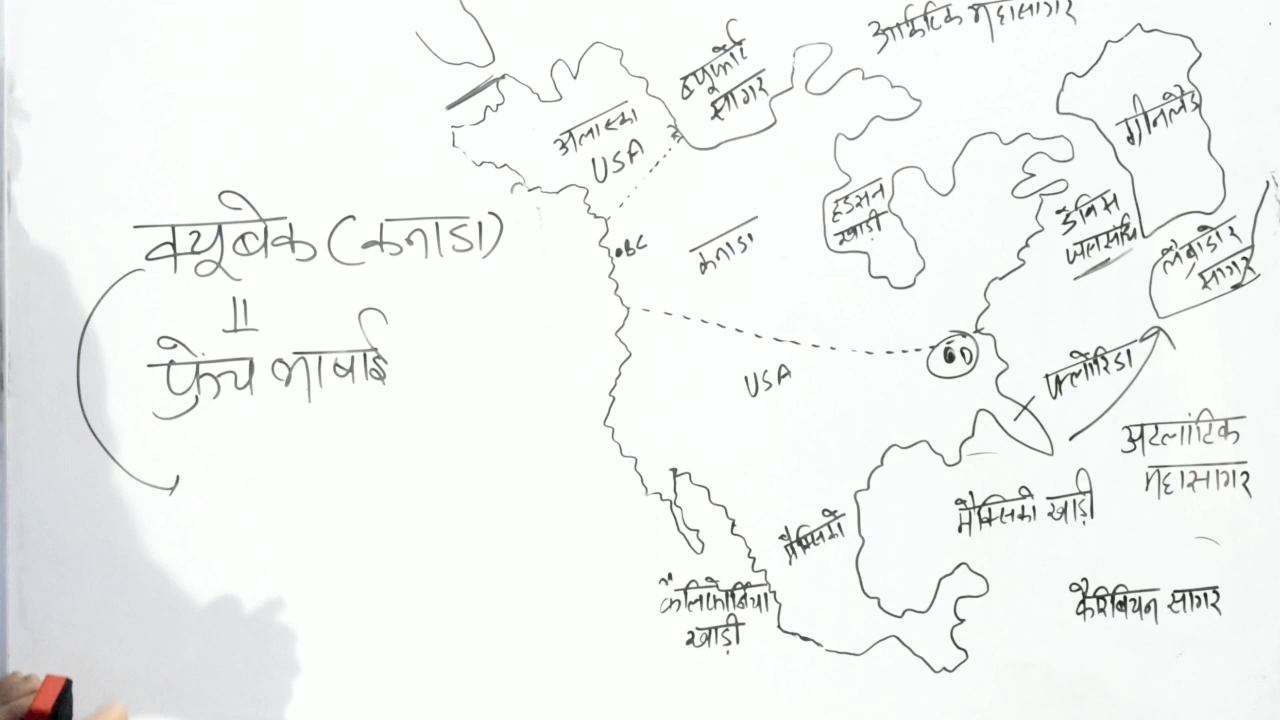 आर्कटिक महासागर
ब्यूफोर्ट
सागर
अलास्का
USA
ग्रीनलैंड
हडसन
खाड़ी
डेविस
जलसंधि
लैब्राडोर
सागर
क्यूबेक (कनाडा)
॥
फ्रेंच भाषाई
BC
कनाडा
USA
फ्लोरिडा
अटलांटिक
महासागर
मैक्सिको
मैक्सिको खाड़ी
कैलिफोर्निया
खाड़ी
कैरिबियन सागर